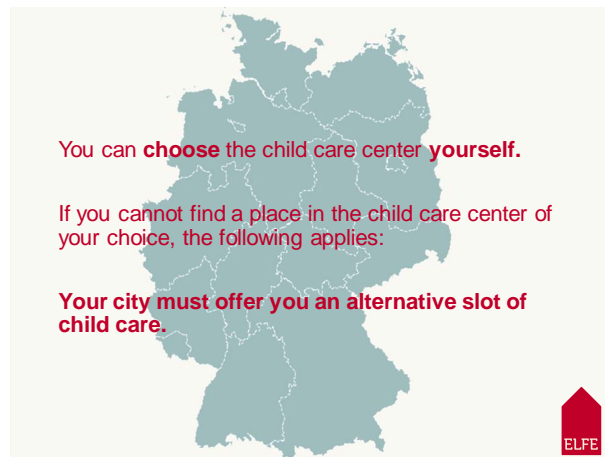 You can choose the child care center yourself.
If you cannot find a place in the child care center of
your choice, the following applies:
Your city must offer you an alternative slot of
child care.
ELFE